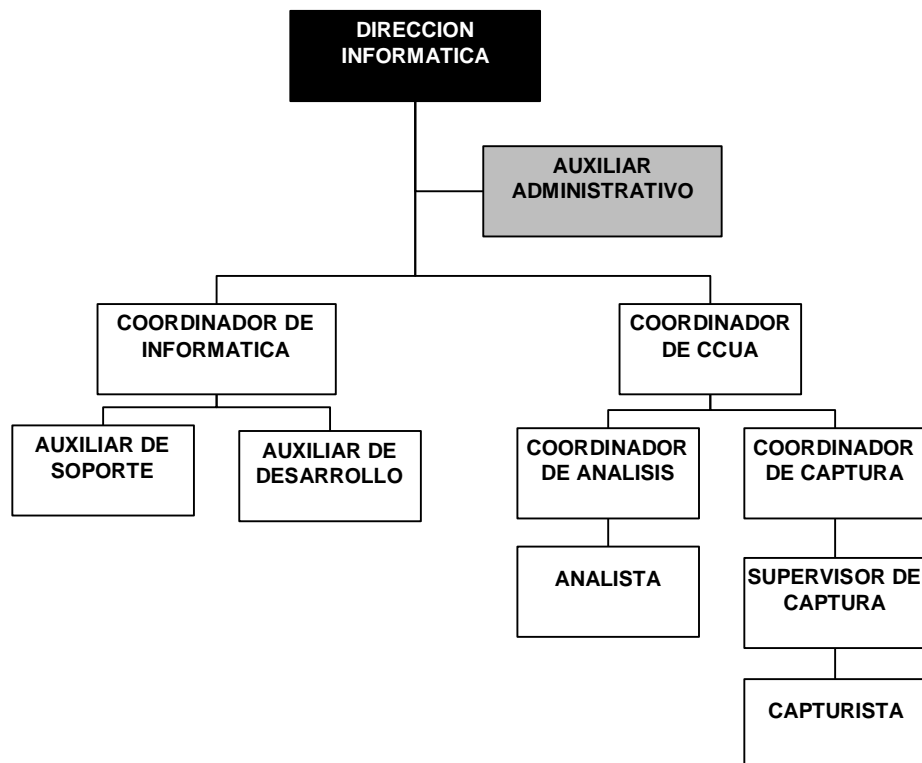 DIRECCION
INFORMATICA
AUXILIAR
ADMINISTRATIVO
COORDINADOR DE
INFORMATICA
COORDINADOR
DE CCUA
AUXILIAR DE
SOPORTE
AUXILIAR DE
DESARROLLO
COORDINADOR
DE ANALISIS
COORDINADOR
DE CAPTURA
ANALISTA
SUPERVISOR DE
CAPTURA
CAPTURISTA